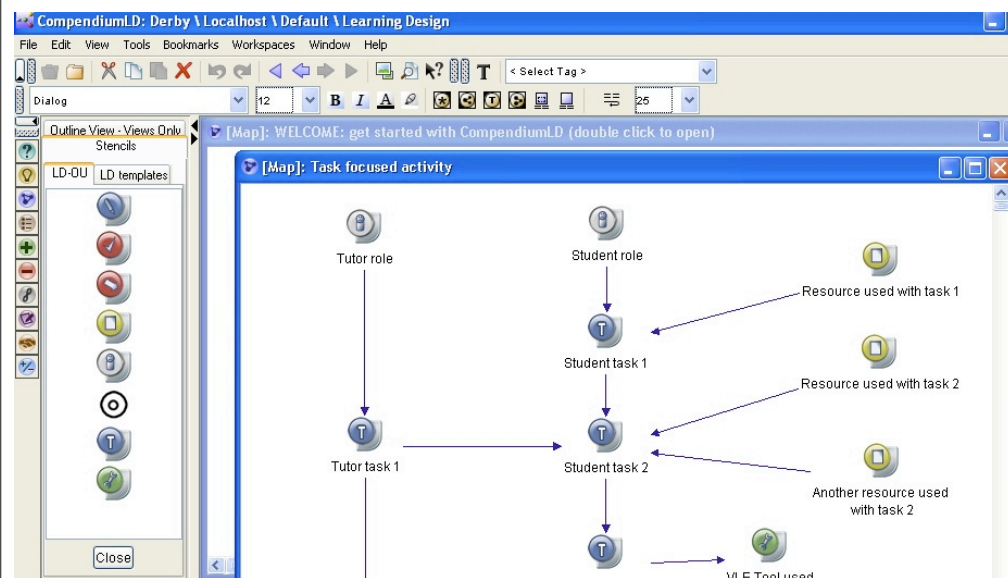 CompendiumLD: Derby \ Localhost \ Default \ Learning Design
File Edit View Tools Bookmarks Workspaces Window Help
T < Select Tag >
Dialog 12 B I A 25
Outline View - Views Only
Stencils
LD-OU LD templates
[Map]: WELCOME: get started with CompendiumLD (double click to open)
[Map]: Task focused activity
Tutor role
Student role
Resource used with task 1
T
Student task 1
Resource used with task 2
T
Tutor task 1
T
Student task 2
Another resource used
with task 2
T
T
VLE Tool used
Close